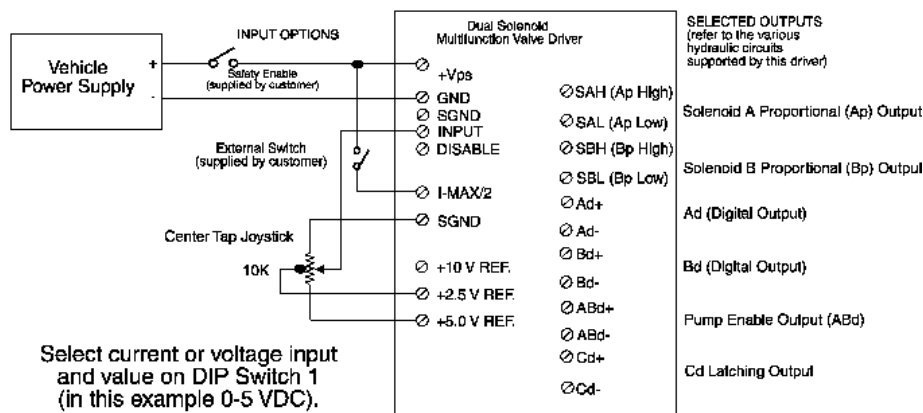 INPUT OPTIONS
Vehicle
Power Supply
+
-
Safety Enable
(supplied by customer)
External Switch
(supplied by customer)
Center Tap Joystick
10K
Select current or voltage input
and value on DIP Switch 1
(in this example 0-5 VDC).
Dual Solenoid
Multifunction Valve Driver
+Vps
GND
SGND
INPUT
DISABLE
I-MAX/2
SGND
+10 V REF.
+2.5 V REF.
+5.0 V REF.
SAH (Ap High)
SAL (Ap Low)
SBH (Bp High)
SBL (Bp Low)
Ad+
Ad-
Bd+
Bd-
ABd+
ABd-
Cd+
Cd-
SELECTED OUTPUTS
(refer to the various
hydraulic circuits
supported by this driver)
Solenoid A Proportional (Ap) Output
Solenoid B Proportional (Bp) Output
Ad (Digital Output)
Bd (Digital Output)
Pump Enable Output (ABd)
Cd Latching Output